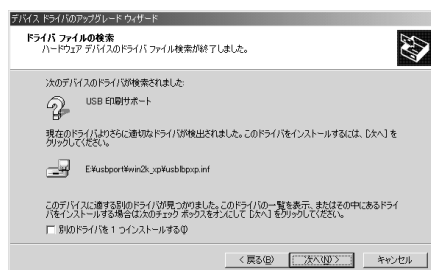 デバイス ドライバのアップグレード ウィザード
ドライバ ファイルの検索
ハードウェア デバイスのドライバ ファイル検索が終了しました。
次のデバイスのドライバが検索されました:
USB 印刷サポート
現在のドライバよりさらに適切なドライバが検出されました。このドライバをインストールするには、[次へ] を
クリックしてください。
E:¥usbport¥win2k_xp¥usblbpxp.inf
このデバイスに適する別のドライバが見つかりました。このドライバの一覧を表示、またはその中にあるドライ
バをインストールする場合は次のチェック ボックスをオンにして [次へ] をクリックしてください。
別のドライバを 1 つインストールする(I)
< 戻る(B)
次へ(N) >
キャンセル